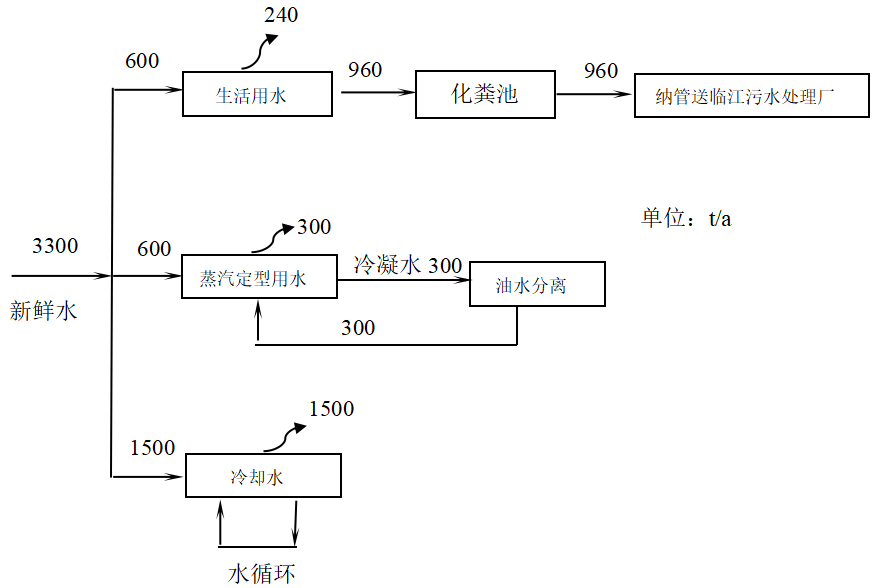 240
600
960
960
生活用水
化粪池
纳管送临江污水处理厂
单位：t/a
3300
新鲜水
600
300
蒸汽定型用水
冷凝水 300
油水分离
300
1500
1500
冷却水
水循环